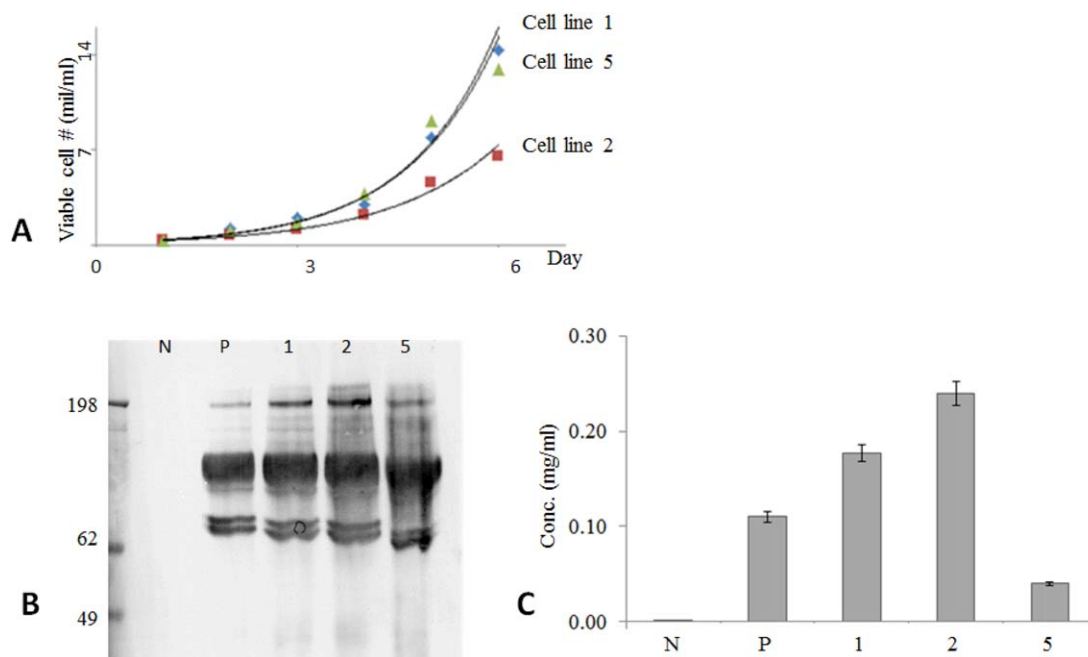 Cell line 1
Cell line 5
Cell line 2
14
7
Viable cell # (mil/ml)
A
0
3
6
Day
N P 1 2 5
198
62
49
B
0.30
0.20
0.10
0.00
Conc. (mg/ml)
C
N P 1 2 5